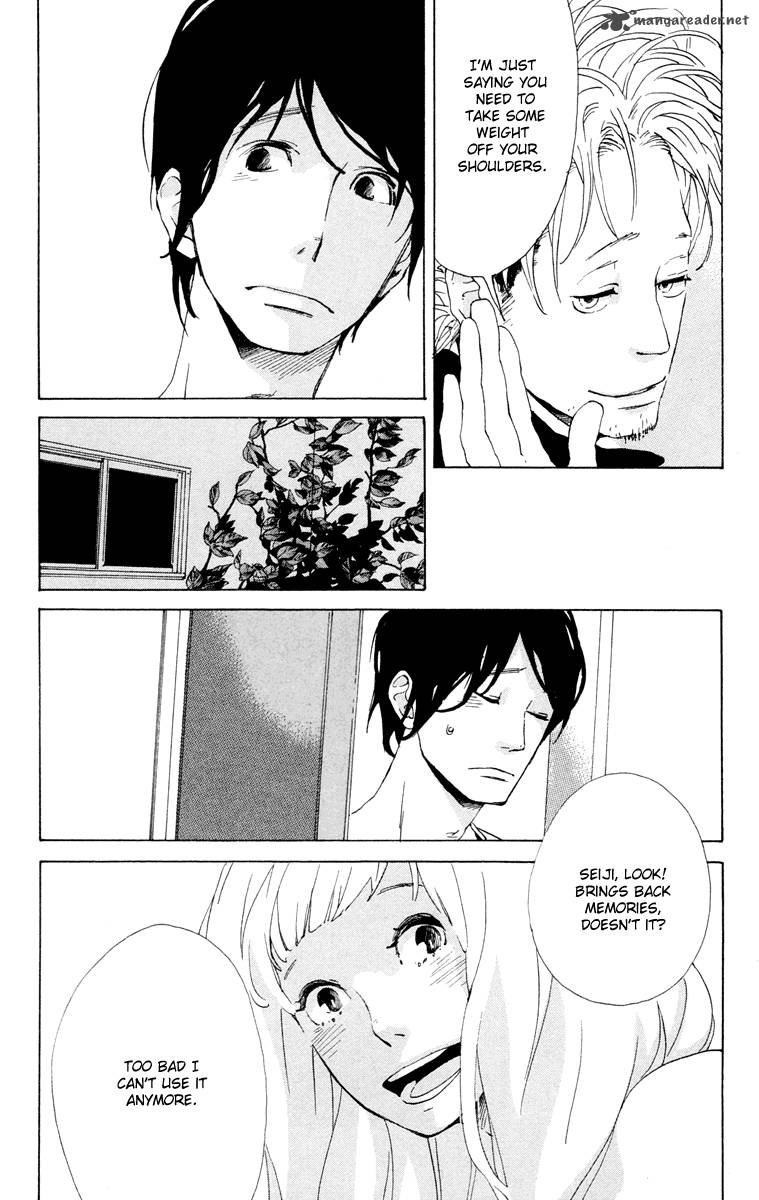 mangareader.net
I'M JUST
SAYING YOU
NEED TO
TAKE SOME
WEIGHT
OFF YOUR
SHOULDERS.
SEIJI, LOOK!
BRINGS BACK
MEMORIES,
DOESN'T IT?
TOO BAD I
CAN'T USE IT
ANYMORE.